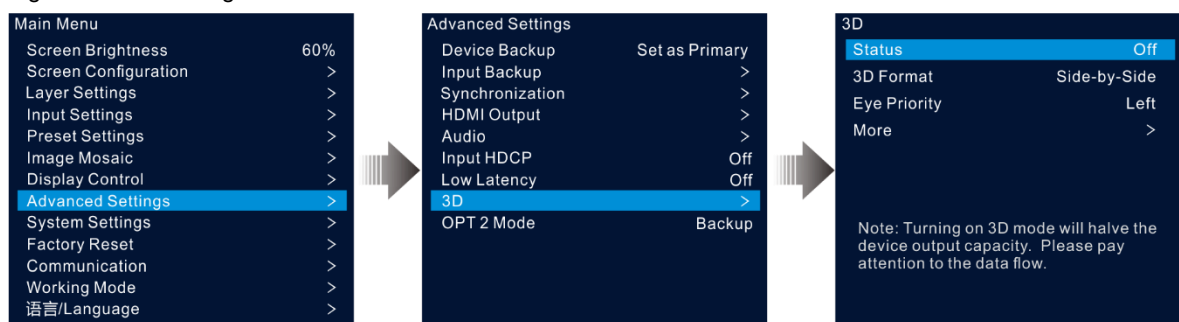 Main Menu
Screen Brightness 60%
Screen Configuration >
Layer Settings >
Input Settings >
Preset Settings >
Image Mosaic >
Display Control >
Advanced Settings >
System Settings >
Factory Reset >
Communication >
Working Mode >
语言/Language >
Advanced Settings
Device Backup Set as Primary
Input Backup >
Synchronization >
HDMI Output >
Audio >
Input HDCP Off
Low Latency Off
3D >
OPT 2 Mode Backup
3D
Status Off
3D Format Side-by-Side
Eye Priority Left
More >
Note: Turning on 3D mode will halve the
device output capacity. Please pay
attention to the data flow.